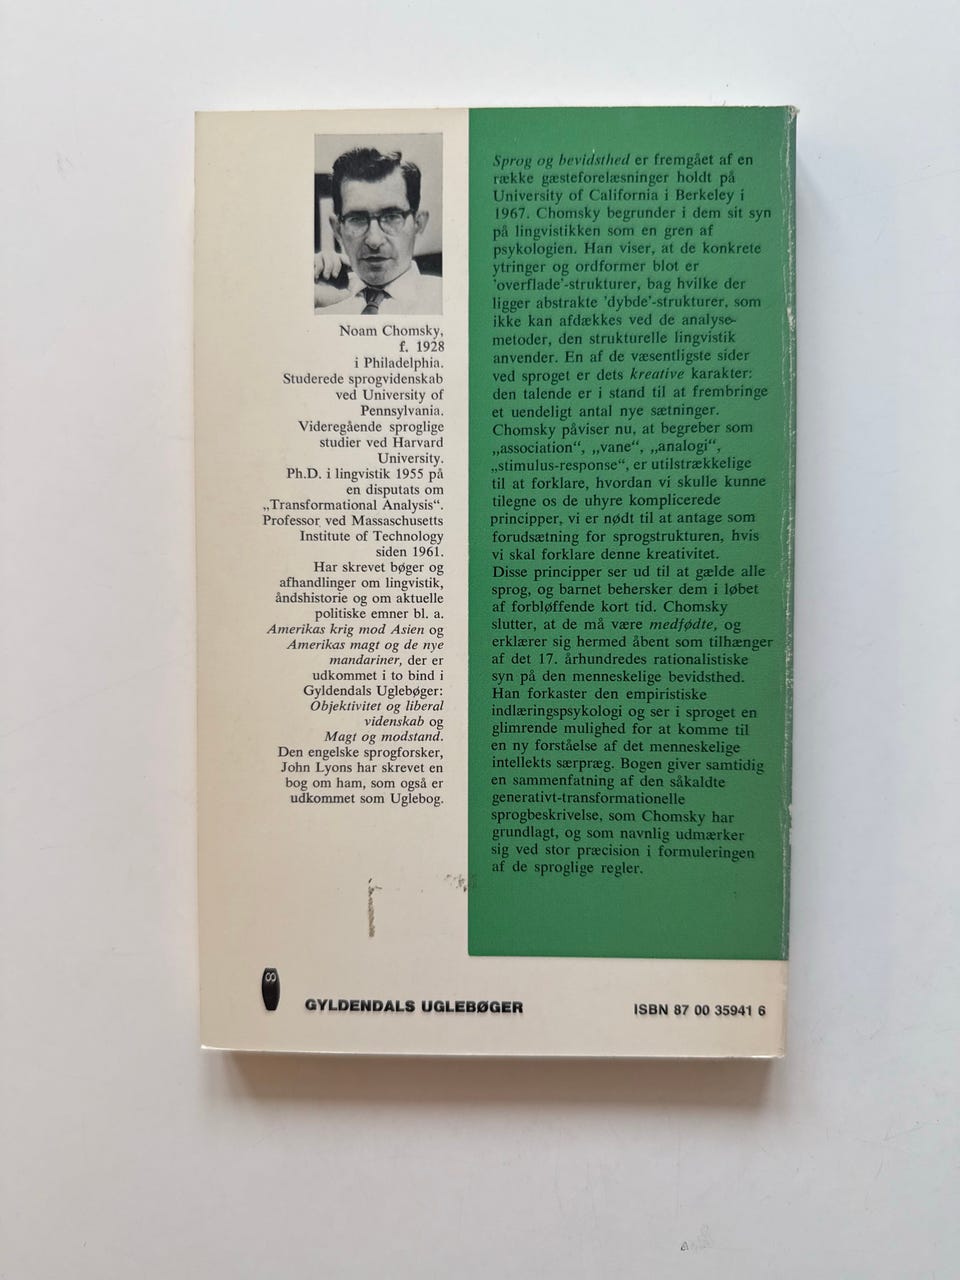 Noam Chomsky,
f. 1928
i Philadelphia.
Studerede sprogvidenskab
ved University of
Pennsylvania.
Videregående sproglige
studier ved Harvard
University.
Ph.D. i lingvistik 1955 på
en disputats om
„Transformational Analysis“.
Professor ved Massaschusetts
Institute of Technology
siden 1961.
Har skrevet bøger og
afhandlinger om lingvistik,
åndshistorie og om aktuelle
politiske emner bl. a.
Amerikas krig mod Asien og
Amerikas magt og de nye
mandariner, der er
udkommet i to bind i
Gyldendals Uglebøger:
Objektivitet og liberal
videnskab og
Magt og modstand.
Den engelske sprogforsker,
John Lyons har skrevet en
bog om ham, som også er
udkommet som Uglebog.
Sprog og bevidsthed er fremgået af en
række gæsteforelæsninger holdt på
University of California i Berkeley i
1967. Chomsky begrunder i dem sit syn
på lingvistikken som en gren af
psykologien. Han viser, at de konkrete
ytringer og ordformer blot er
'overflade'-strukturer, bag hvilke der
ligger abstrakte 'dybde'-strukturer, som
ikke kan afdækkes ved de analyse-
metoder, den strukturelle lingvistik
anvender. En af de væsentligste sider
ved sproget er dets kreative karakter:
den talende er i stand til at frembringe
et uendeligt antal nye sætninger.
Chomsky påviser nu, at begreber som
„association“, „vane“, „analogi“,
„stimulus-response“, er utilstrækkelige
til at forklare, hvordan vi skulle kunne
tilegne os de uhyre komplicerede
principper, vi er nødt til at antage som
forudsætning for sprogstrukturen, hvis
vi skal forklare denne kreativitet.
Disse principper ser ud til at gælde alle
sprog, og barnet behersker dem i løbet
af forbløffende kort tid. Chomsky
slutter, at de må være medfødte, og
erklærer sig hermed åbent som tilhænger
af det 17. århundredes rationalistiske
syn på den menneskelige bevidsthed.
Han forkaster den empiristiske
indlæringspsykologi og ser i sproget en
glimrende mulighed for at komme til
en ny forståelse af det menneskelige
intellekts særpræg. Bogen giver samtidig
en sammenfatning af den såkaldte
generativt-transformationelle
sprogbeskrivelse, som Chomsky har
grundlagt, og som navnlig udmærker
sig ved stor præcision i formuleringen
af de sproglige regler.
GYLDENDALS UGLEBØGER
ISBN 87 00 35941 6